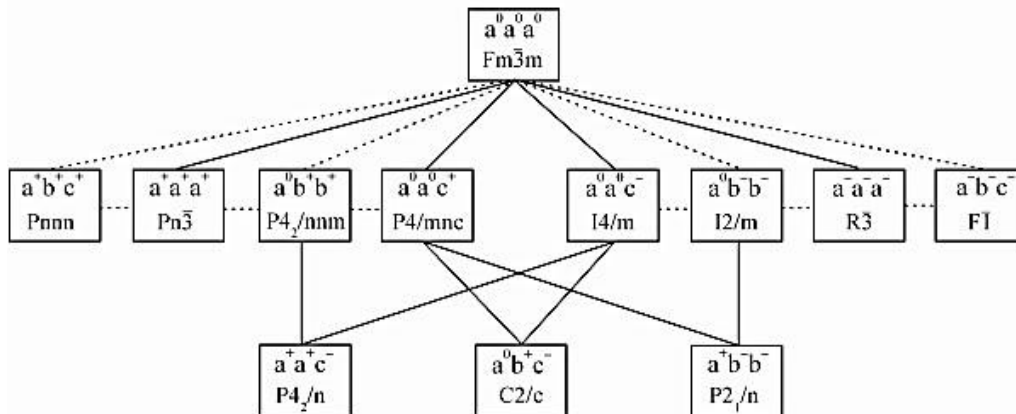 a⁰a⁰a⁰
Fm3̄m
a⁺b⁺c⁺
Pnnn
a⁺a⁺a⁺
Pn3̄
a⁰b⁺b⁺
P4₂/nnm
a⁰a⁰c⁺
P4/mnc
a⁰a⁰c⁻
I4/m
a⁰b⁻b⁻
I2/m
a⁻a⁻a⁻
R3̄
a⁻b⁻c⁻
F1̄
a⁺a⁺c⁻
P4₂/n
a⁰b⁺c⁻
C2/c
a⁺b⁻b⁻
P2₁/n